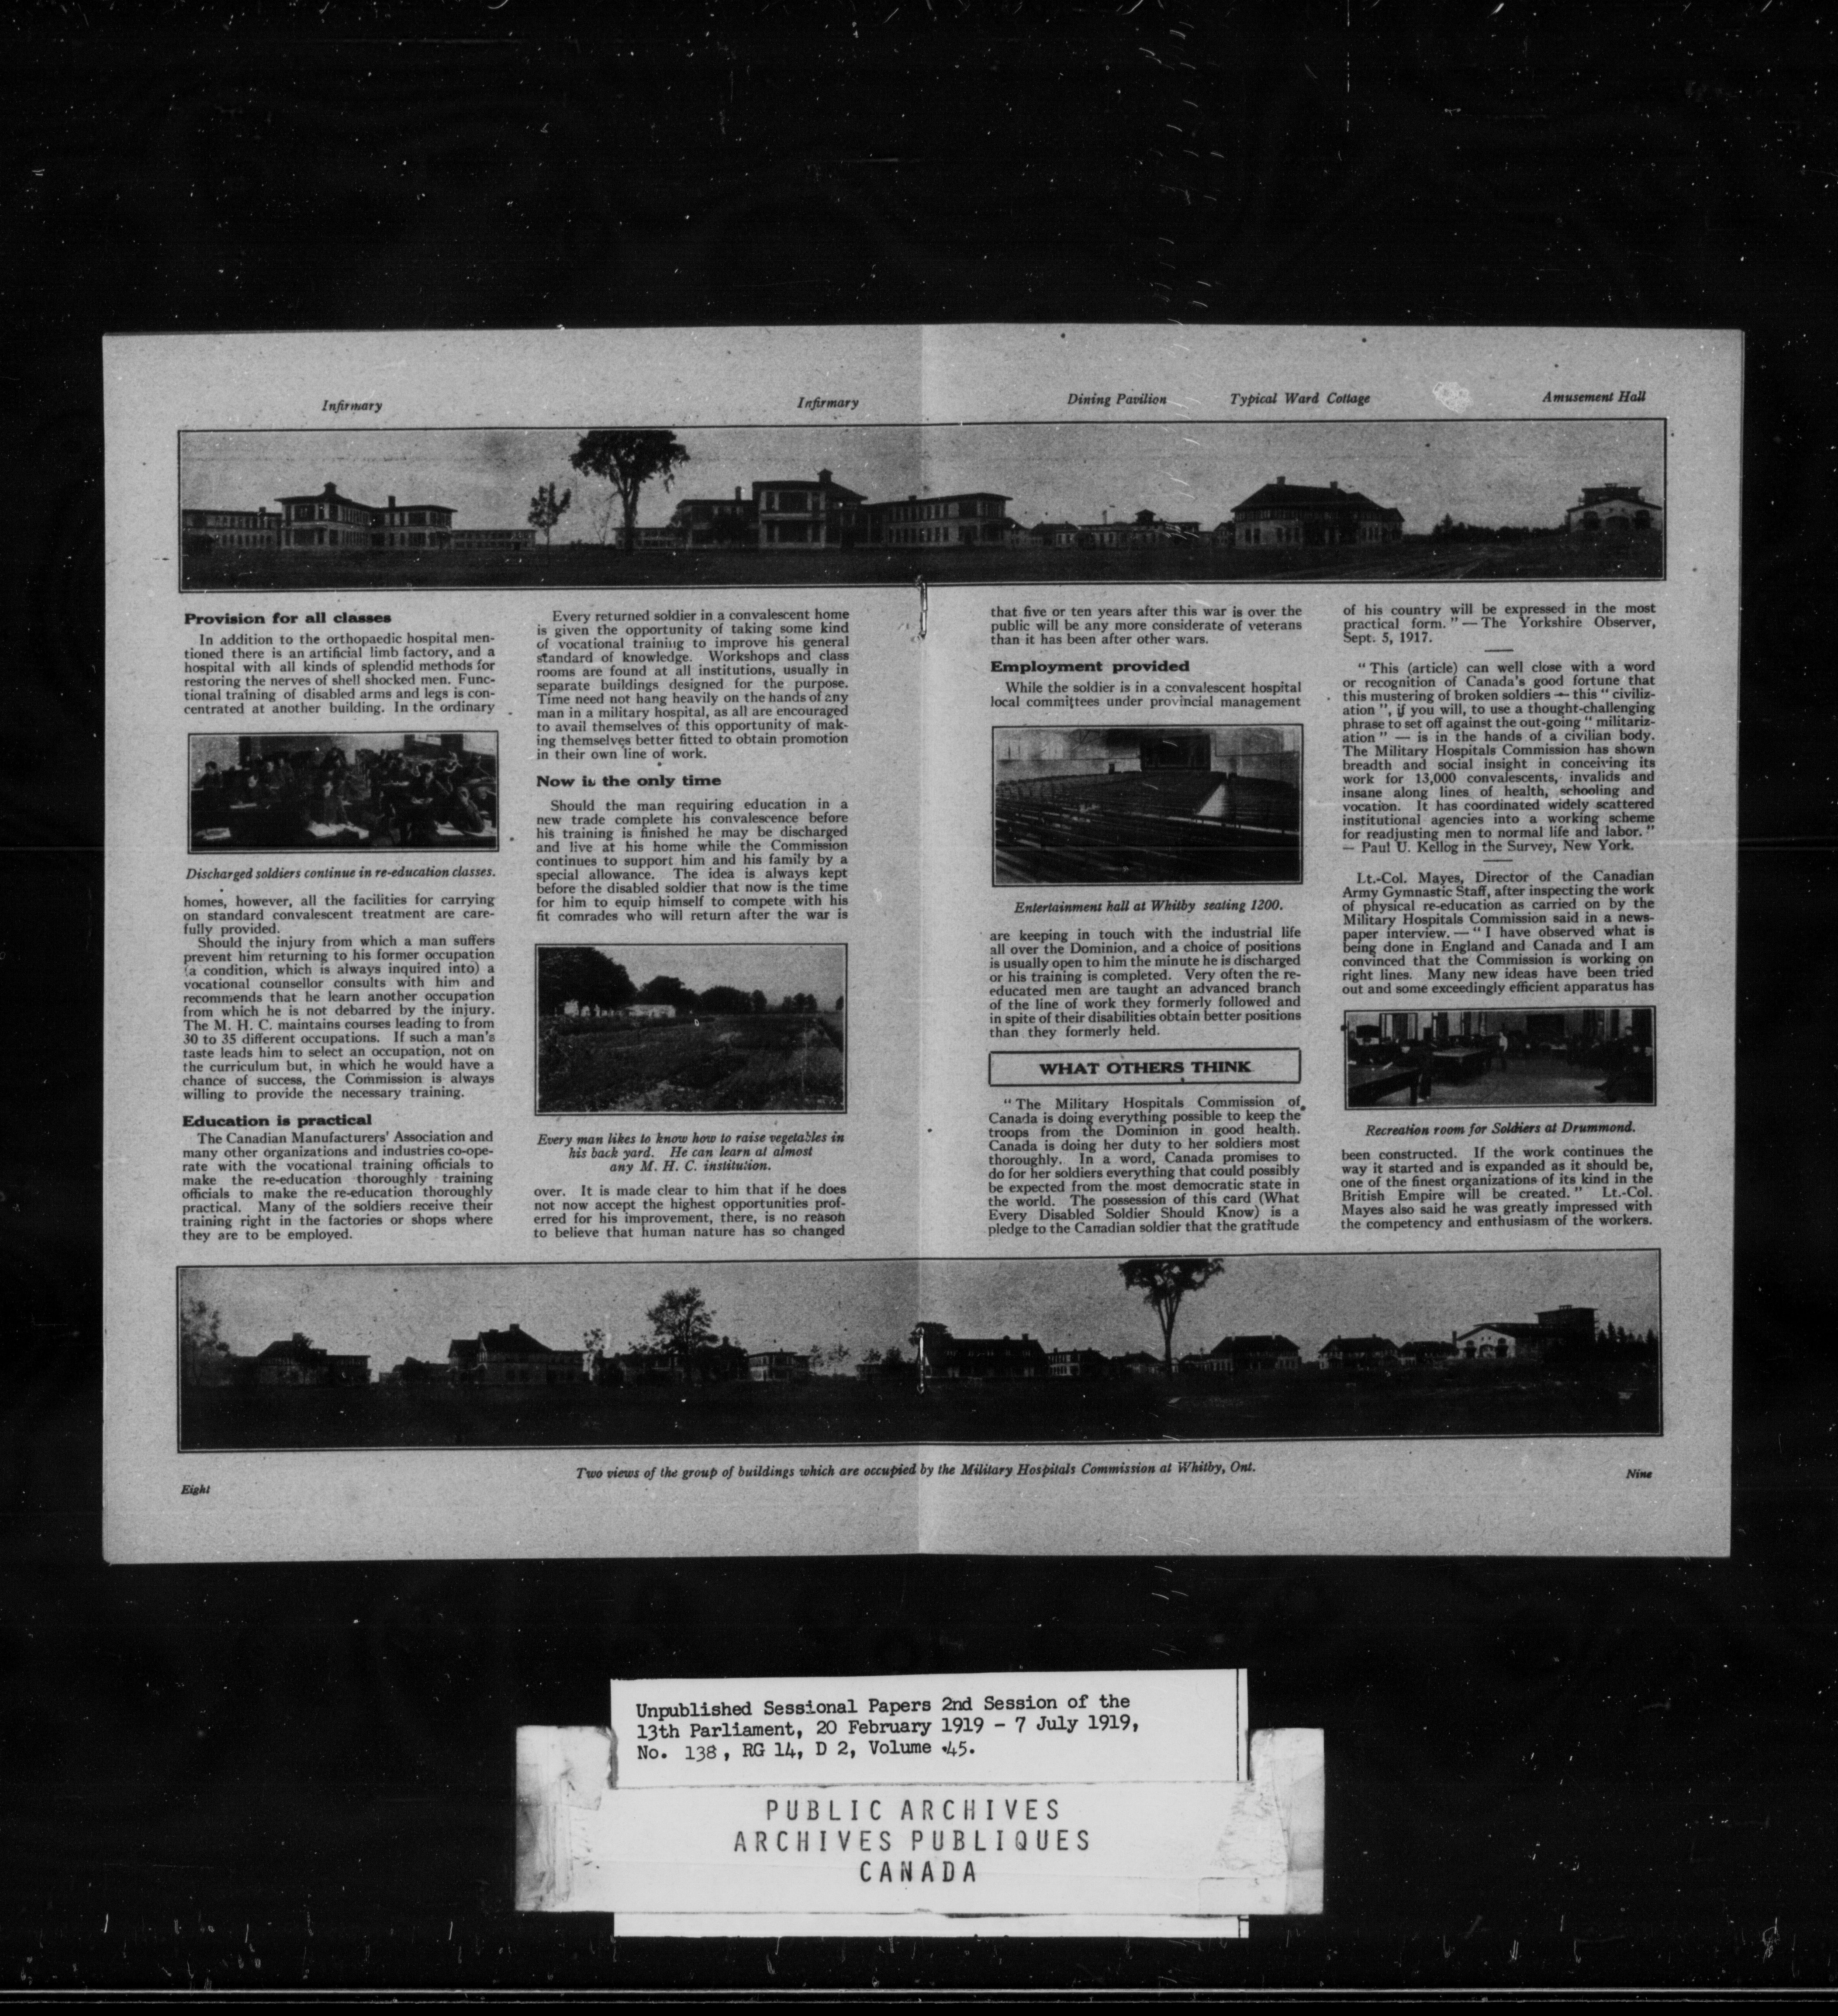 Infirmary
Infirmary
Dining Pavilion
Typical Ward Cottage
Amusement Hall
Provision for all classes
In addition to the orthopaedic hospital men-
tioned there is an artificial limb factory, and a
hospital with all kinds of splendid methods for
restoring the nerves of shell shocked men. Func-
tional training of disabled arms and legs is con-
centrated at another building. In the ordinary
Discharged soldiers continue in re-education classes.
homes, however, all the facilities for carrying
on standard convalescent treatment are care-
fully provided.
Should the injury from which a man suffers
prevent him returning to his former occupation
(a condition, which is always inquired into) a
vocational counsellor consults with him and
recommends that he learn another occupation
from which he is not debarred by the injury.
The M. H. C. maintains courses leading to from
30 to 35 different occupations. If such a man's
taste leads him to select an occupation, not on
the curriculum but, in which he would have a
chance of success, the Commission is always
willing to provide the necessary training.
Education is practical
The Canadian Manufacturers' Association and
many other organizations and industries co-ope-
rate with the vocational training officials to
make the re-education thoroughly training
officials to make the re-education thoroughly
practical. Many of the soldiers receive their
training right in the factories or shops where
they are to be employed.
Every returned soldier in a convalescent home
is given the opportunity of taking some kind
of vocational training to improve his general
standard of knowledge. Workshops and class
rooms are found at all institutions, usually in
separate buildings designed for the purpose.
Time need not hang heavily on the hands of any
man in a military hospital, as all are encouraged
to avail themselves of this opportunity of mak-
ing themselves better fitted to obtain promotion
in their own line of work.
Now is the only time
Should the man requiring education in a
new trade complete his convalescence before
his training is finished he may be discharged
and live at his home while the Commission
continues to support him and his family by a
special allowance. The idea is always kept
before the disabled soldier that now is the time
for him to equip himself to compete with his
fit comrades who will return after the war is
Every man likes to know how to raise vegetables in
his back yard. He can learn at almost
any M. H. C. institution.
over. It is made clear to him that if he does
not now accept the highest opportunities prof-
erred for his improvement, there, is no reason
to believe that human nature has so changed
that five or ten years after this war is over the
public will be any more considerate of veterans
than it has been after other wars.
Employment provided
While the soldier is in a convalescent hospital
local committees under provincial management
Entertainment hall at Whitby seating 1200.
are keeping in touch with the industrial life
all over the Dominion, and a choice of positions
is usually open to him the minute he is discharged
or his training is completed. Very often the re-
educated men are taught an advanced branch
of the line of work they formerly followed and
in spite of their disabilities obtain better positions
than they formerly held.
WHAT OTHERS THINK
"The Military Hospitals Commission of
Canada is doing everything possible to keep the
troops from the Dominion in good health.
Canada is doing her duty to her soldiers most
thoroughly. In a word, Canada promises to
do for her soldiers everything that could possibly
be expected from the most democratic state in
the world. The possession of this card (What
Every Disabled Soldier Should Know) is a
pledge to the Canadian soldier that the gratitude
of his country will be expressed in the most
practical form." — The Yorkshire Observer,
Sept. 5, 1917.
"This (article) can well close with a word
or recognition of Canada's good fortune that
this mustering of broken soldiers — this "civiliz-
ation", if you will, to use a thought-challenging
phrase to set off against the out-going "militariz-
ation" — is in the hands of a civilian body.
The Military Hospitals Commission has shown
breadth and social insight in conceiving its
work for 13,000 convalescents, invalids and
insane along lines of health, schooling and
vocation. It has coordinated widely scattered
institutional agencies into a working scheme
for readjusting men to normal life and labor."
— Paul U. Kellog in the Survey, New York.
Lt.-Col. Mayes, Director of the Canadian
Army Gymnastic Staff, after inspecting the work
of physical re-education as carried on by the
Military Hospitals Commission said in a news-
paper interview. — "I have observed what is
being done in England and Canada and I am
convinced that the Commission is working on
right lines. Many new ideas have been tried
out and some exceedingly efficient apparatus has
Recreation room for Soldiers at Drummond.
been constructed. If the work continues the
way it started and is expanded as it should be,
one of the finest organizations of its kind in the
British Empire will be created." Lt.-Col.
Mayes also said he was greatly impressed with
the competency and enthusiasm of the workers.
Two views of the group of buildings which are occupied by the Military Hospitals Commission at Whitby, Ont.
Eight
Nine
Unpublished Sessional Papers 2nd Session of the
13th Parliament, 20 February 1919 - 7 July 1919,
No. 138, RG 14, D 2, Volume 45.
PUBLIC ARCHIVES
ARCHIVES PUBLIQUES
CANADA